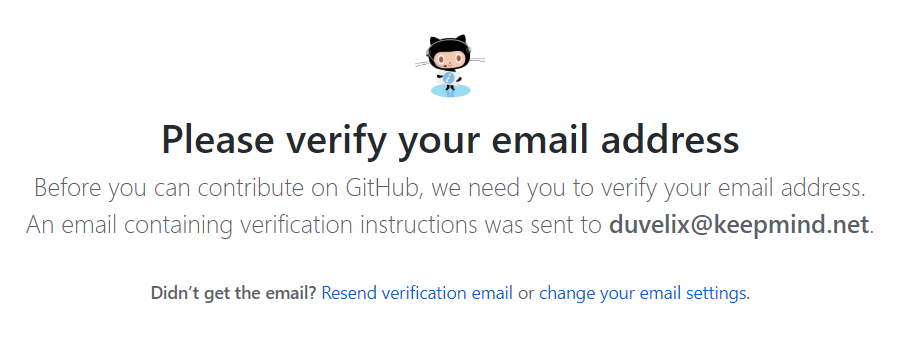 Please verify your email address
Before you can contribute on GitHub, we need you to verify your email address.
An email containing verification instructions was sent to duvelix@keepmind.net.
Didn’t get the email? Resend verification email or change your email settings.